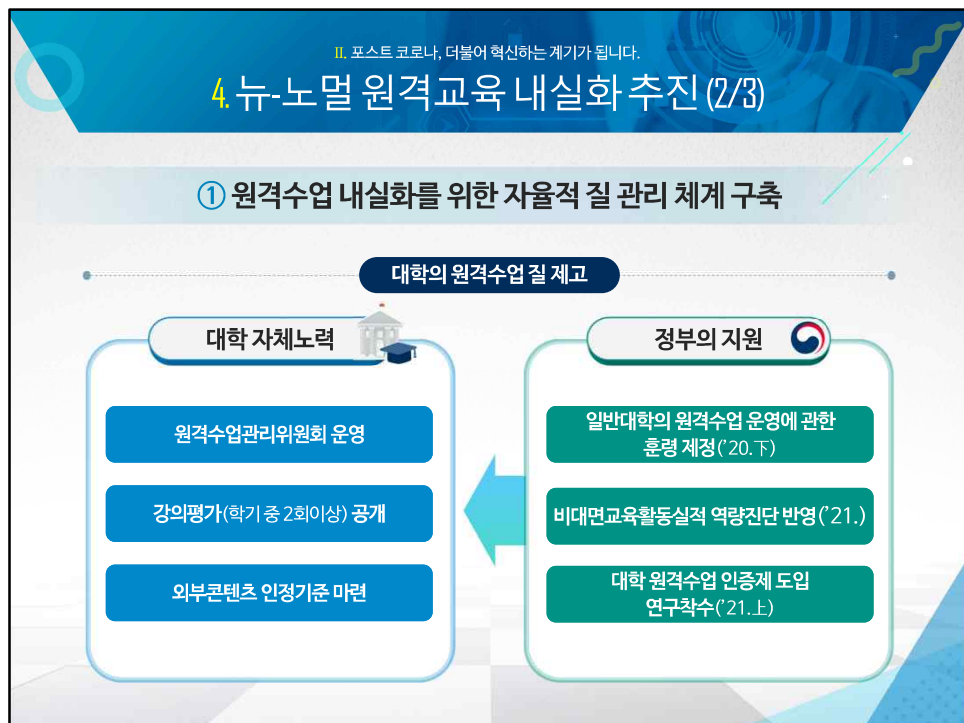 Ⅱ. 포스트 코로나, 더불어 혁신하는 계기가 됩니다.
4. 뉴-노멀 원격교육 내실화 추진 (2/3)
① 원격수업 내실화를 위한 자율적 질 관리 체계 구축
대학의 원격수업 질 제고
대학 자체노력
원격수업관리위원회 운영
강의평가(학기 중 2회이상) 공개
외부콘텐츠 인정기준 마련
정부의 지원
일반대학의 원격수업 운영에 관한
훈령 제정(’20.下)
비대면교육활동실적 역량진단 반영(’21.)
대학 원격수업 인증제 도입
연구착수(’21.上)